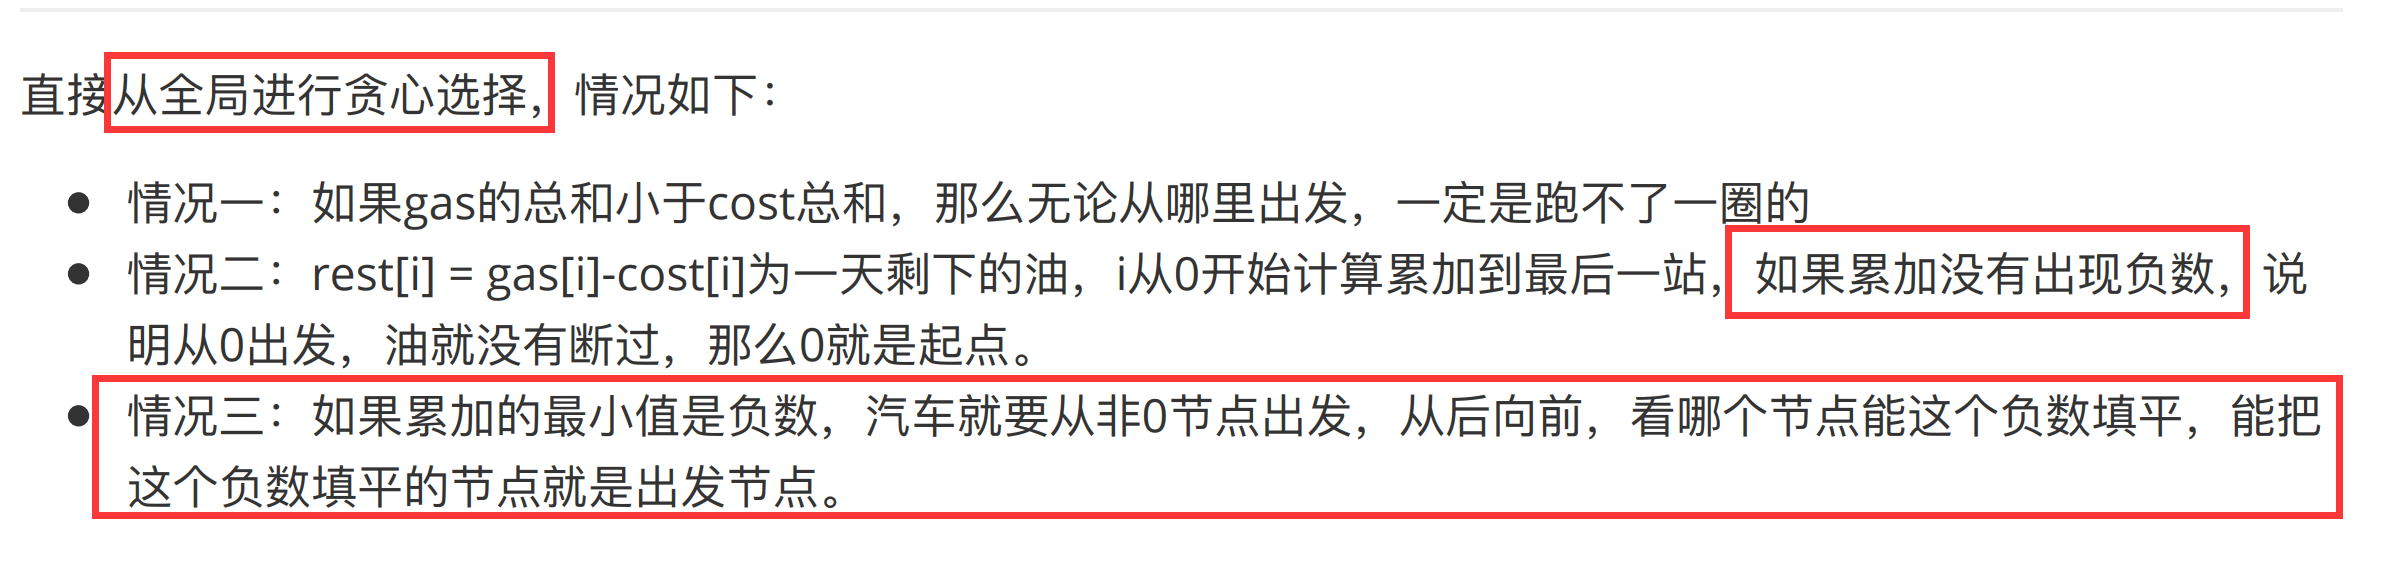 直接从全局进行贪心选择，情况如下：
情况一：如果gas的总和小于cost总和，那么无论从哪里出发，一定是跑不了一圈的
情况二：rest[i] = gas[i]-cost[i]为一天剩下的油，i从0开始计算累加到最后一站，如果累加没有出现负数，说
明从0出发，油就没有断过，那么0就是起点。
情况三：如果累加的最小值是负数，汽车就要从非0节点出发，从后向前，看哪个节点能这个负数填平，能把
这个负数填平的节点就是出发节点。